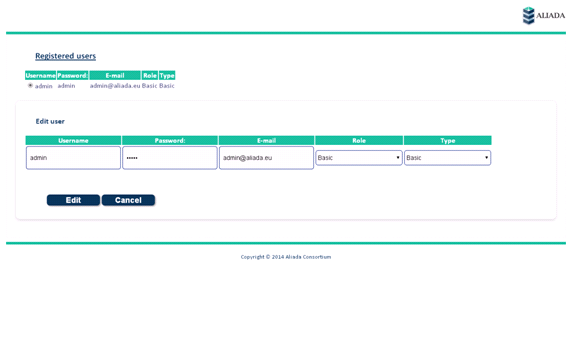 ALIADA
Registered users
Username Password: E-mail Role Type
admin admin admin@aliada.eu Basic Basic
Edit user
Username Password: E-mail Role Type
admin ••••• admin@aliada.eu Basic Basic
Edit Cancel
Copyright © 2014 Aliada Consortium